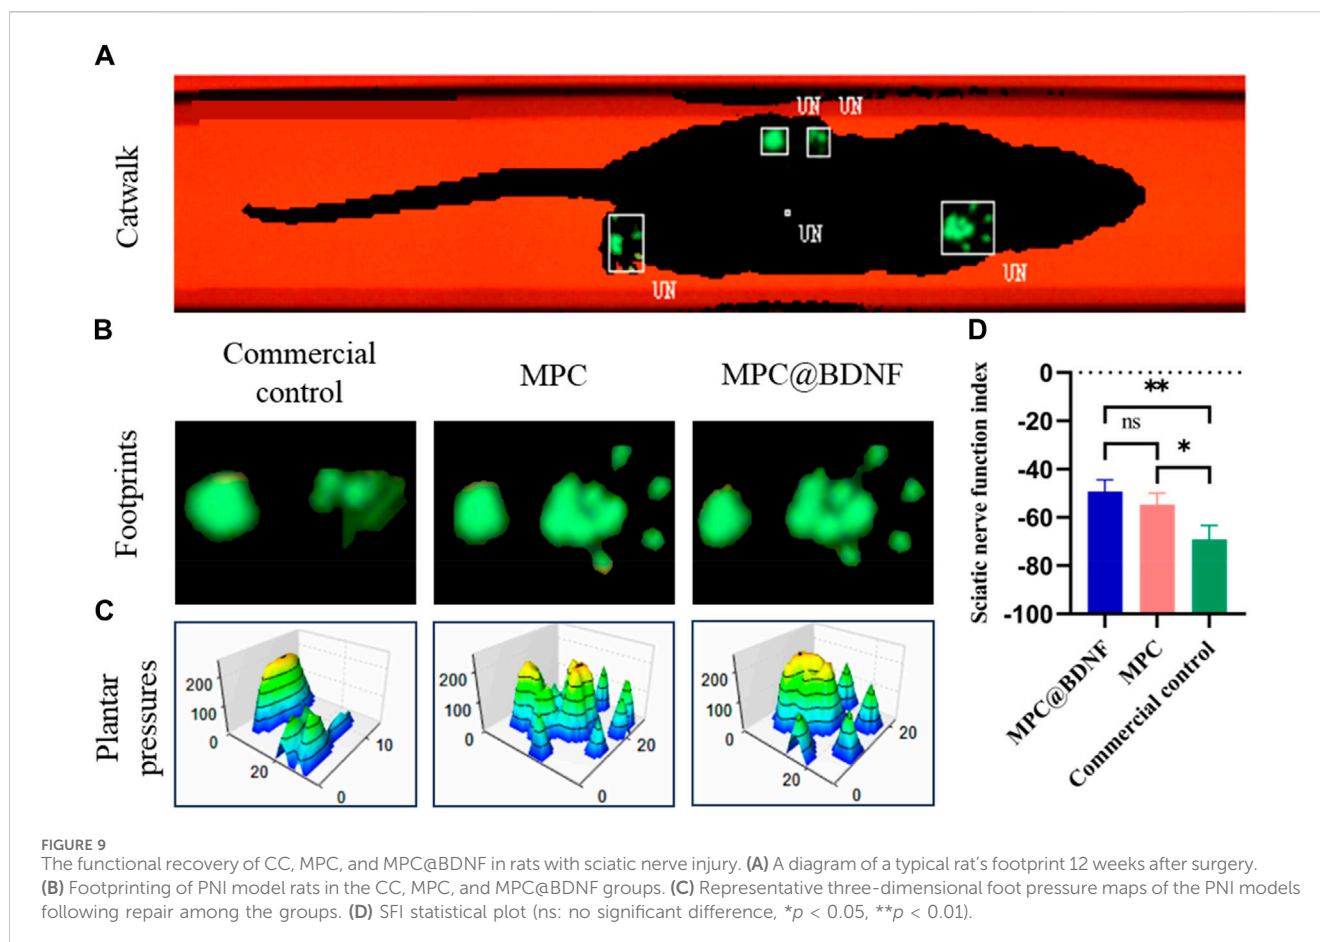 A
Catwalk
UN UN
UN
UN
UN
B
Commercial
control
MPC
MPC@BDNF
Footprints
C
Plantar
pressures
200
100
0
20
10
0
200
100
0
20
0
200
100
0
20
20
0
D
Sciatic nerve function index
0
-20
-40
-60
-80
-100
**
ns
*
MPC@BDNF
MPC
Commercial control
FIGURE 9
The functional recovery of CC, MPC, and MPC@BDNF in rats with sciatic nerve injury. (A) A diagram of a typical rat's footprint 12 weeks after surgery.
(B) Footprinting of PNI model rats in the CC, MPC, and MPC@BDNF groups. (C) Representative three-dimensional foot pressure maps of the PNI models
following repair among the groups. (D) SFI statistical plot (ns: no significant difference, *p < 0.05, **p < 0.01).